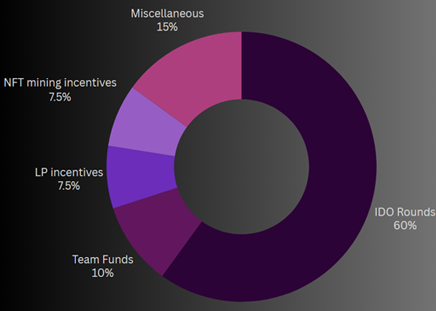 Miscellaneous
15%
NFT mining incentives
7.5%
LP incentives
7.5%
IDO Rounds
60%
Team Funds
10%